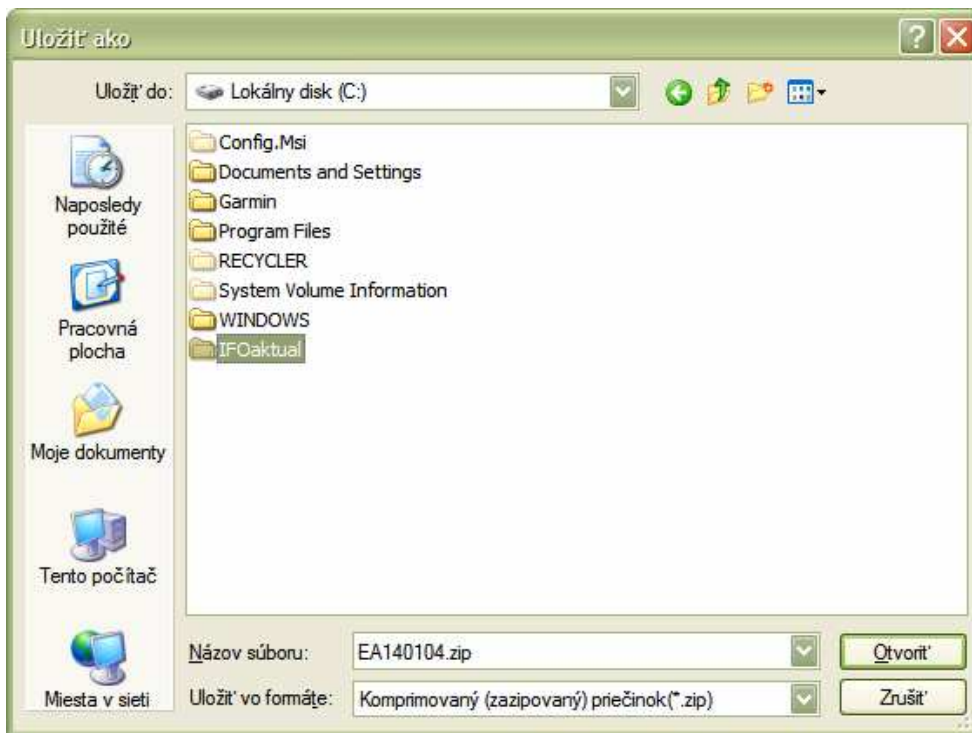 Uložiť ako
Uložiť do:
Lokálny disk (C:)
Naposledy
použité
Pracovná
plocha
Moje dokumenty
Tento počítač
Miesta v sieti
Config.Msi
Documents and Settings
Garmin
Program Files
RECYCLER
System Volume Information
WINDOWS
IFOaktual
Názov súboru:
EA140104.zip
Otvoriť
Uložiť vo formáte:
Komprimovaný (zazipovaný) priečinok(*.zip)
Zrušiť